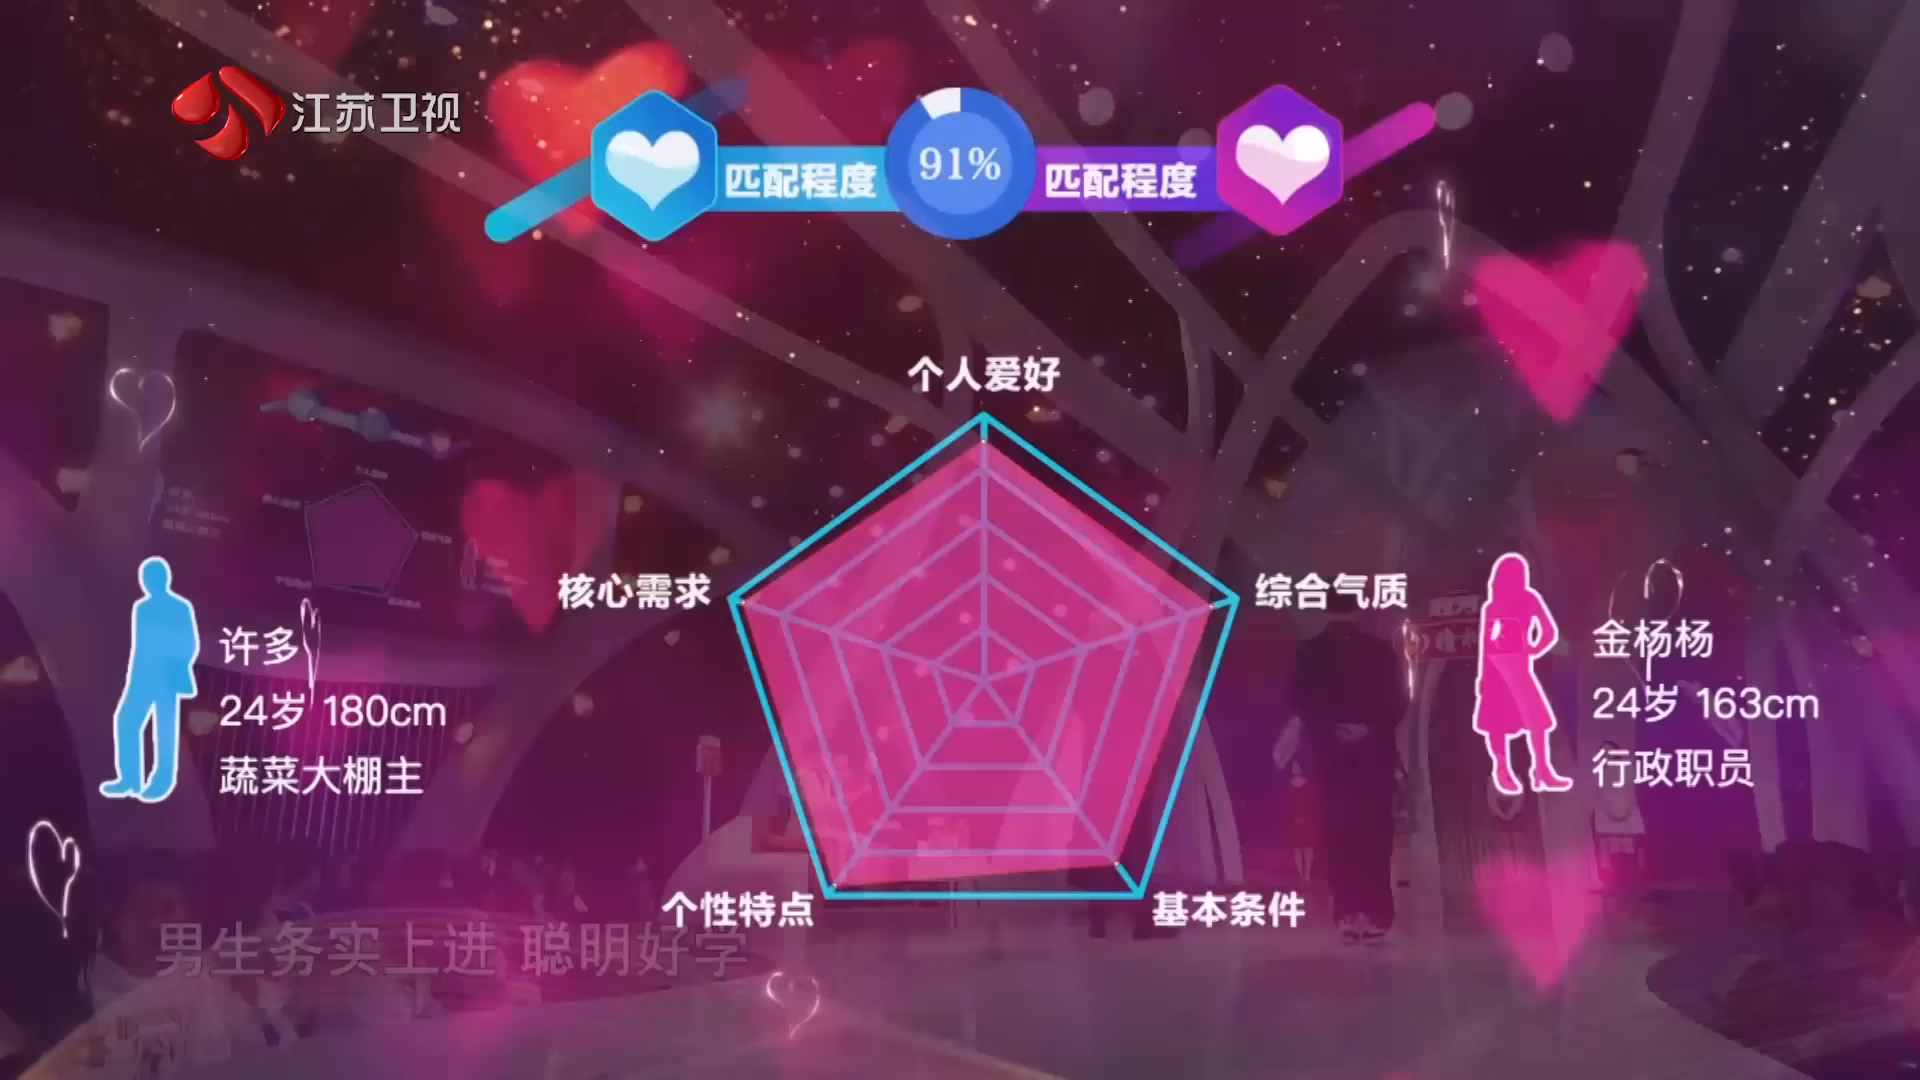 江苏卫视
匹配程度
91%
匹配程度
个人爱好
核心需求
综合气质
许多
24岁 180cm
蔬菜大棚主
金杨杨
24岁 163cm
行政职员
个性特点
基本条件
男生务实上进 聪明好学